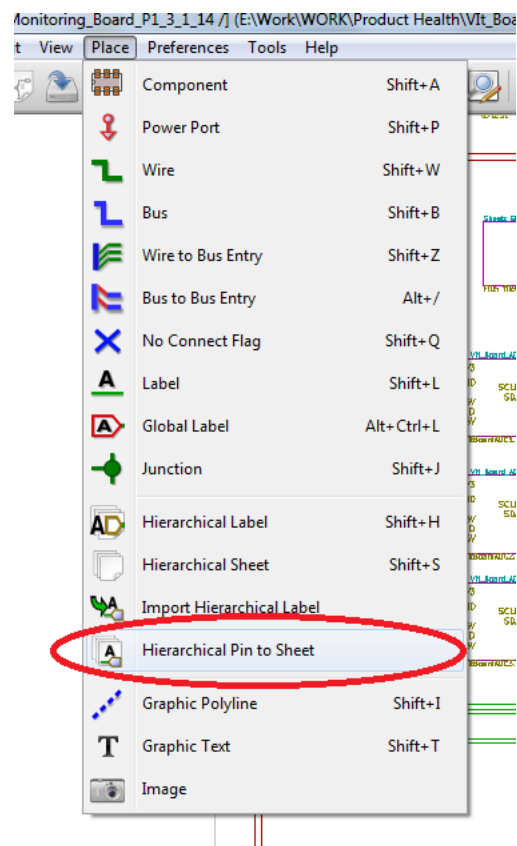 Monitoring_Board_P1_3_1_14 /] (E:\Work\WORK\Product Health\VIt_Boa
t View Place Preferences Tools Help
Component Shift+A
Power Port Shift+P
Wire Shift+W
Bus Shift+B
Wire to Bus Entry Shift+Z
Bus to Bus Entry Alt+/
No Connect Flag Shift+Q
A Label Shift+L
A Global Label Alt+Ctrl+L
Junction Shift+J
AD Hierarchical Label Shift+H
Hierarchical Sheet Shift+S
A Import Hierarchical Label
A Hierarchical Pin to Sheet
Graphic Polyline Shift+I
T Graphic Text Shift+T
Image